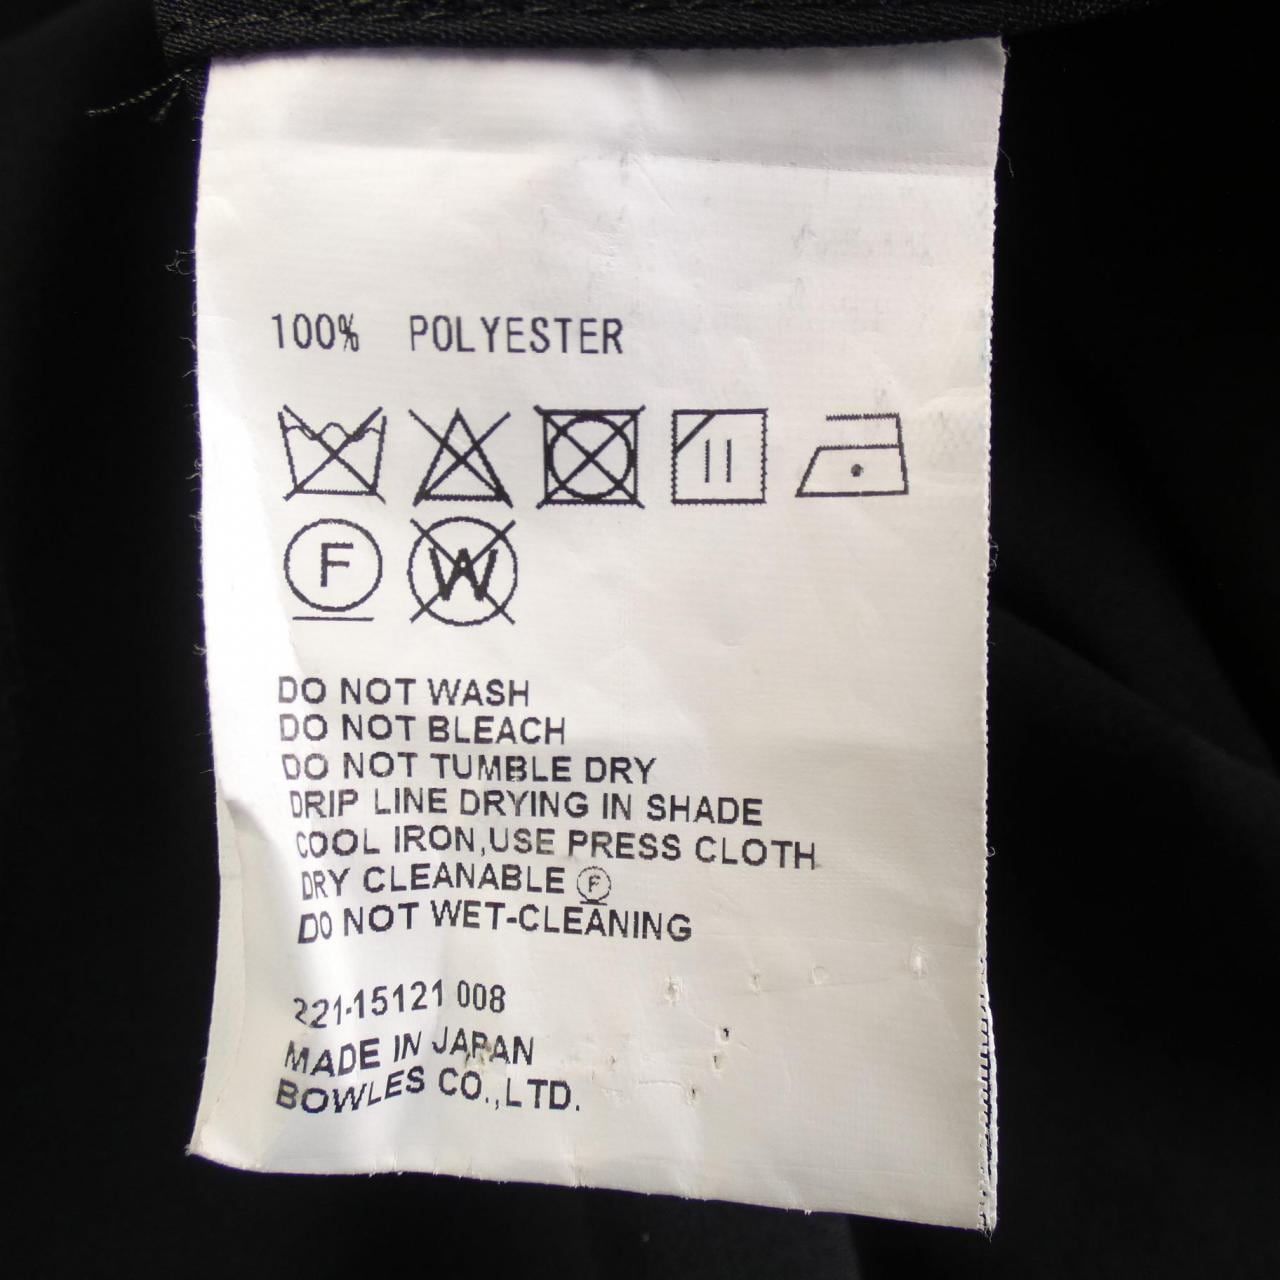 100% POLYESTER
F W
DO NOT WASH
DO NOT BLEACH
DO NOT TUMBLE DRY
DRIP LINE DRYING IN SHADE
COOL IRON,USE PRESS CLOTH
DRY CLEANABLE Ⓕ
DO NOT WET-CLEANING
221-15121 008
MADE IN JAPAN
BOWLES CO.,LTD.